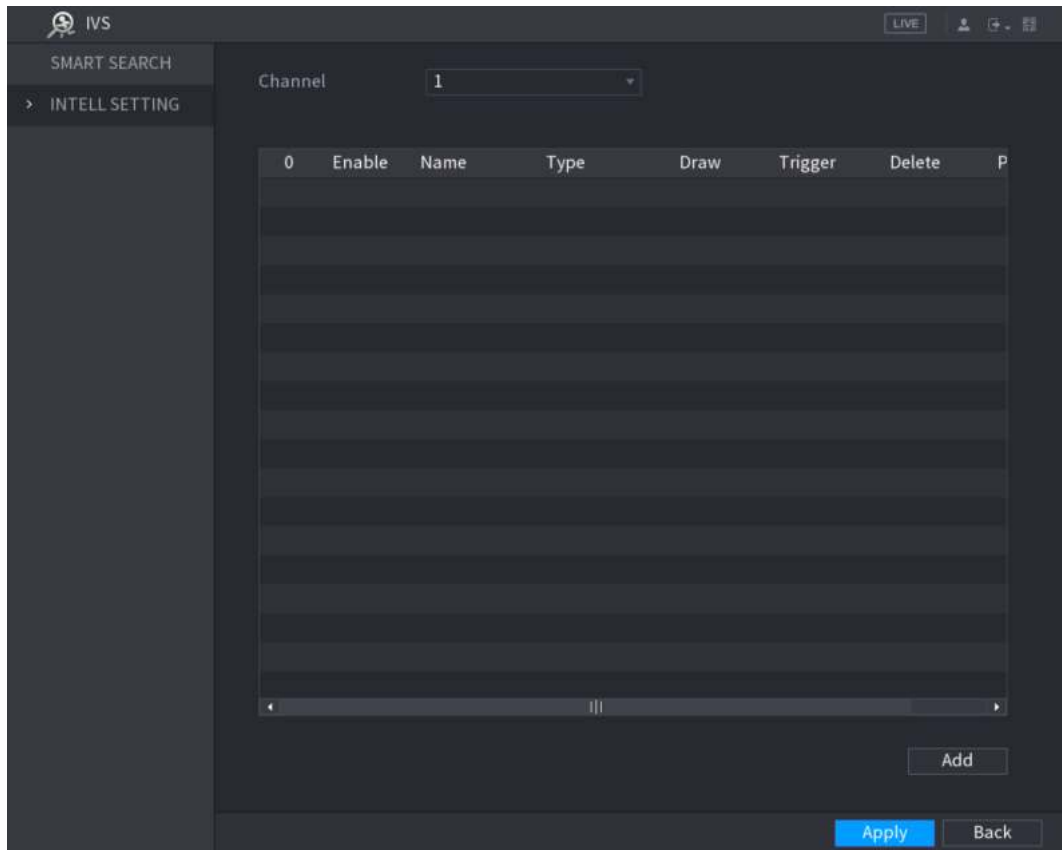 IVS
LIVE
SMART SEARCH
INTELL SETTING
Channel 1
0 Enable Name Type Draw Trigger Delete P
Add
Apply Back